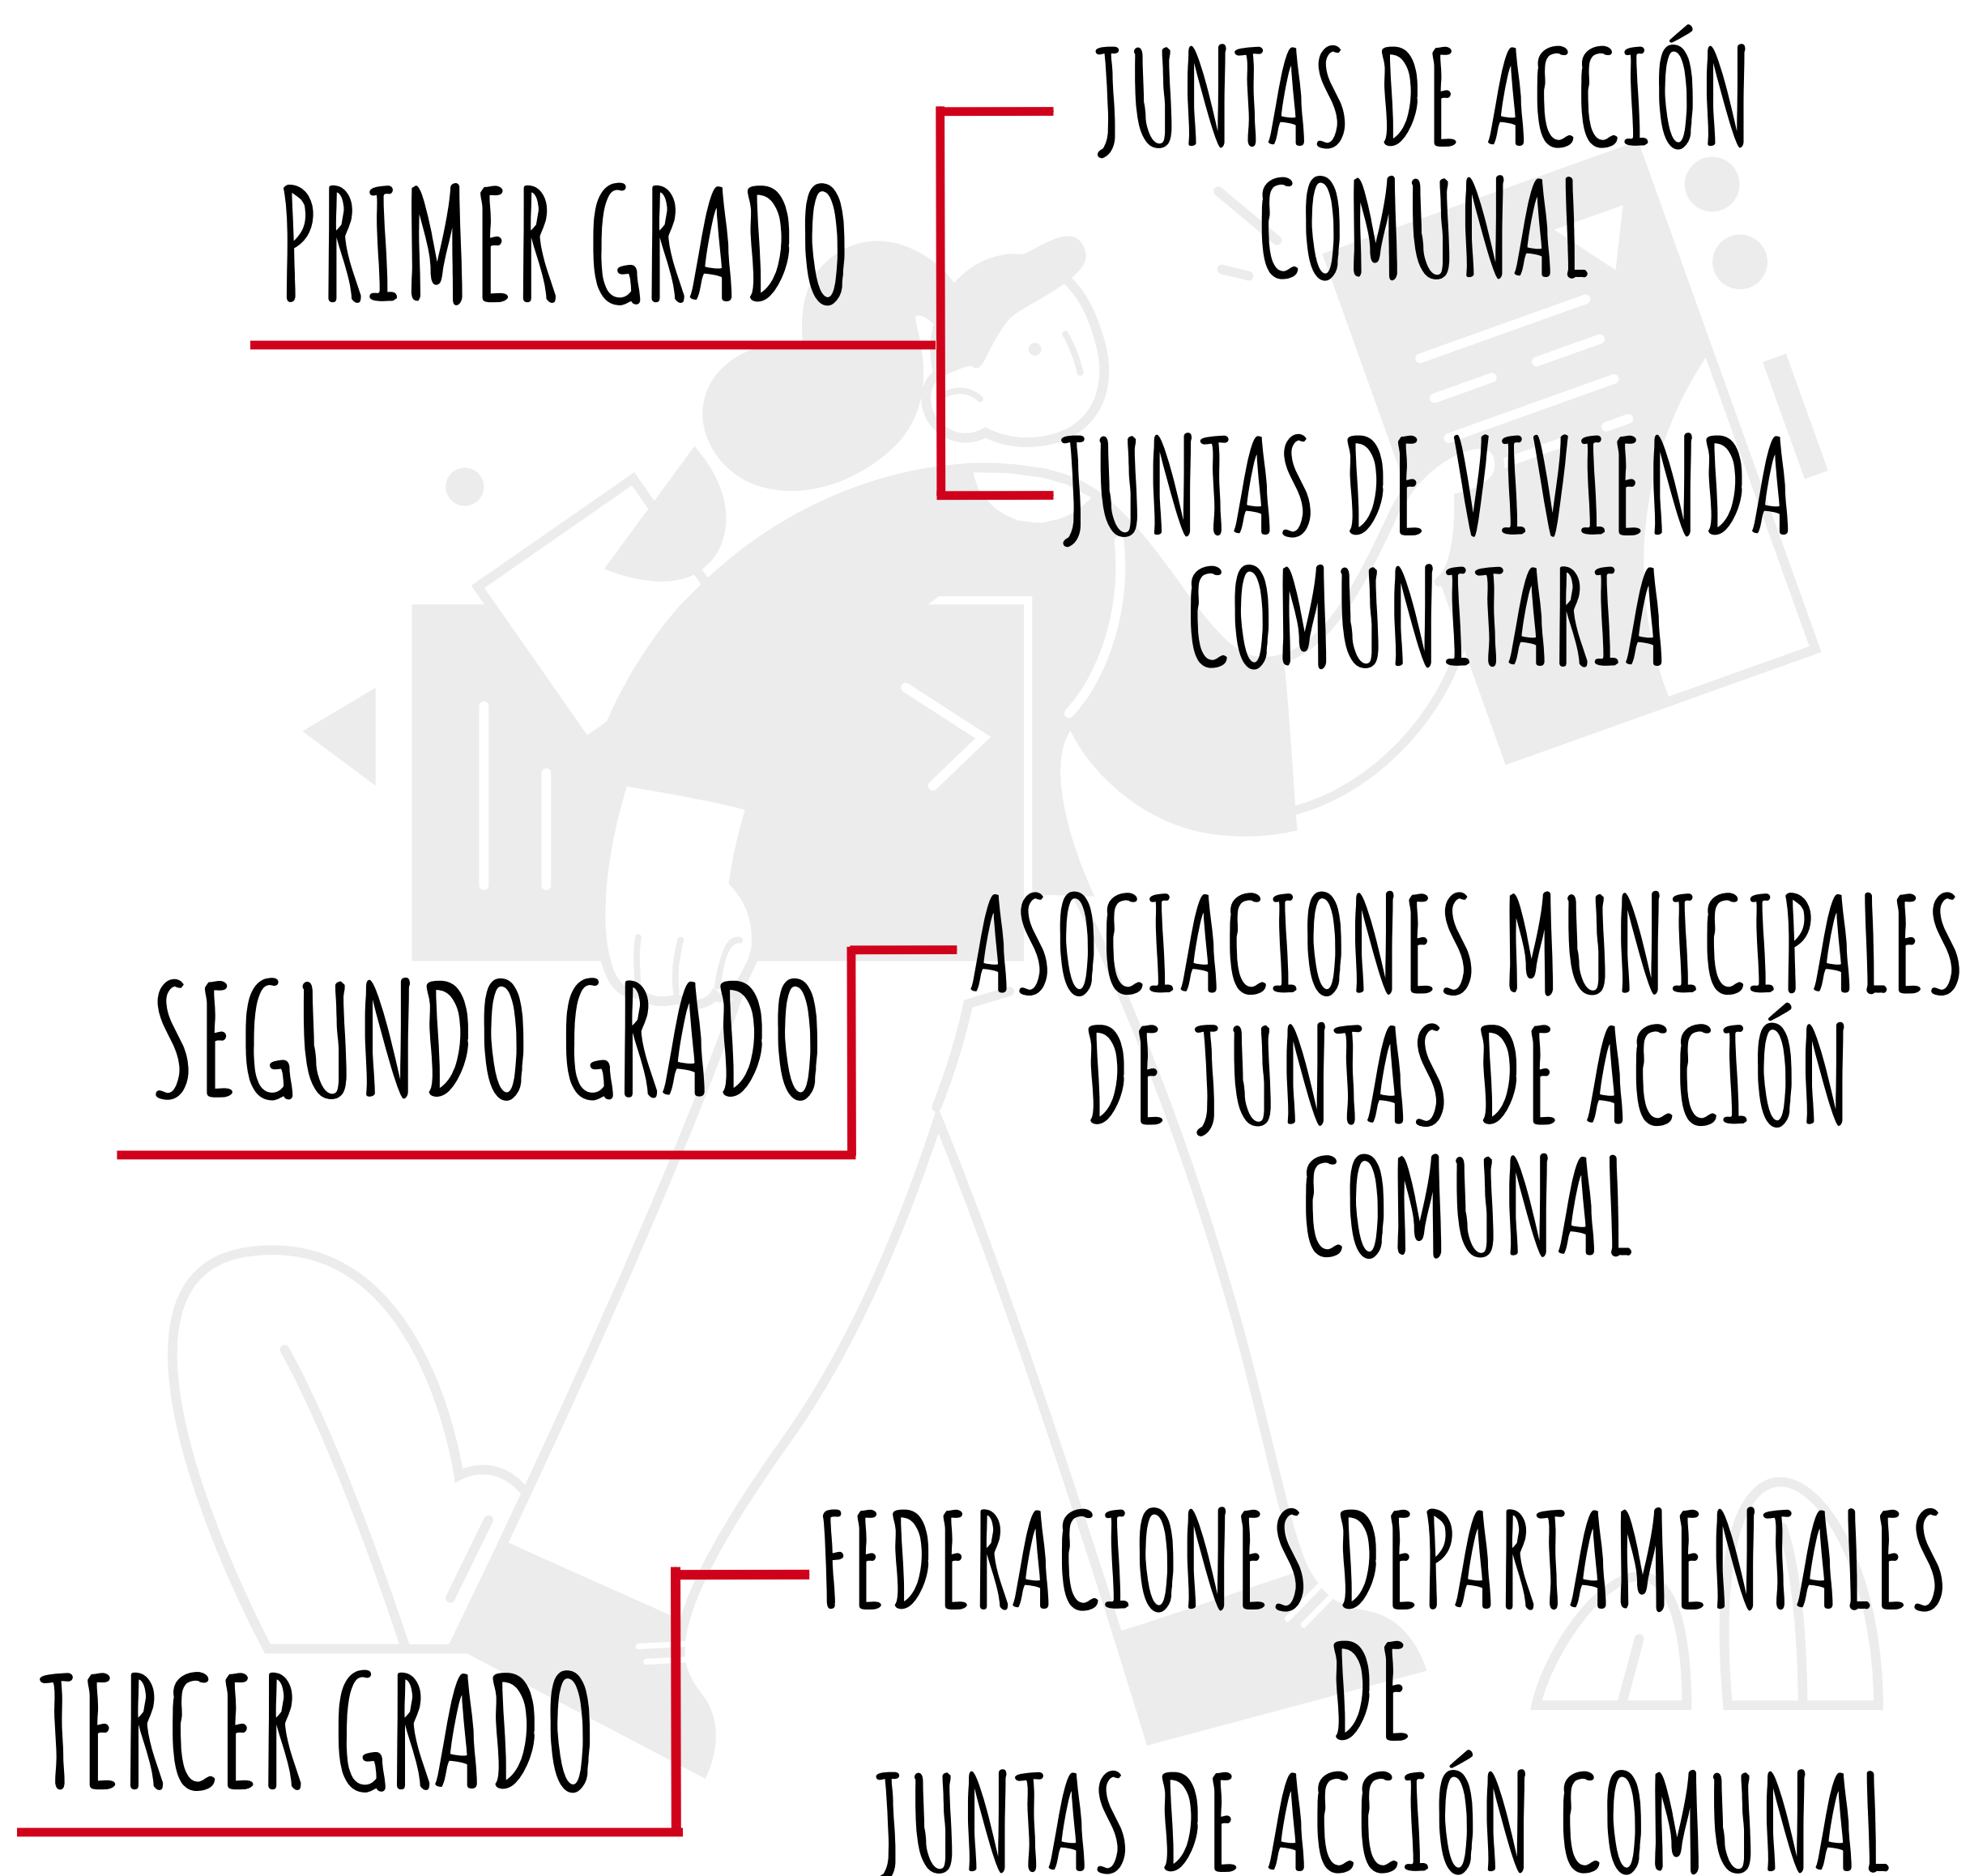 PRIMER GRADO
JUNTAS DE ACCIÓN
COMUNAL
JUNTAS DE VIVIENDA
COMUNITARIA
SEGUNDO GRADO
ASOCIACIONES MUNICIPALES
DE JUNTAS DE ACCIÓN
COMUNAL
TERCER GRADO
FEDERACIONES DEPARTAMENTALES
DE
JUNTAS DE ACCIÓN COMUNAL